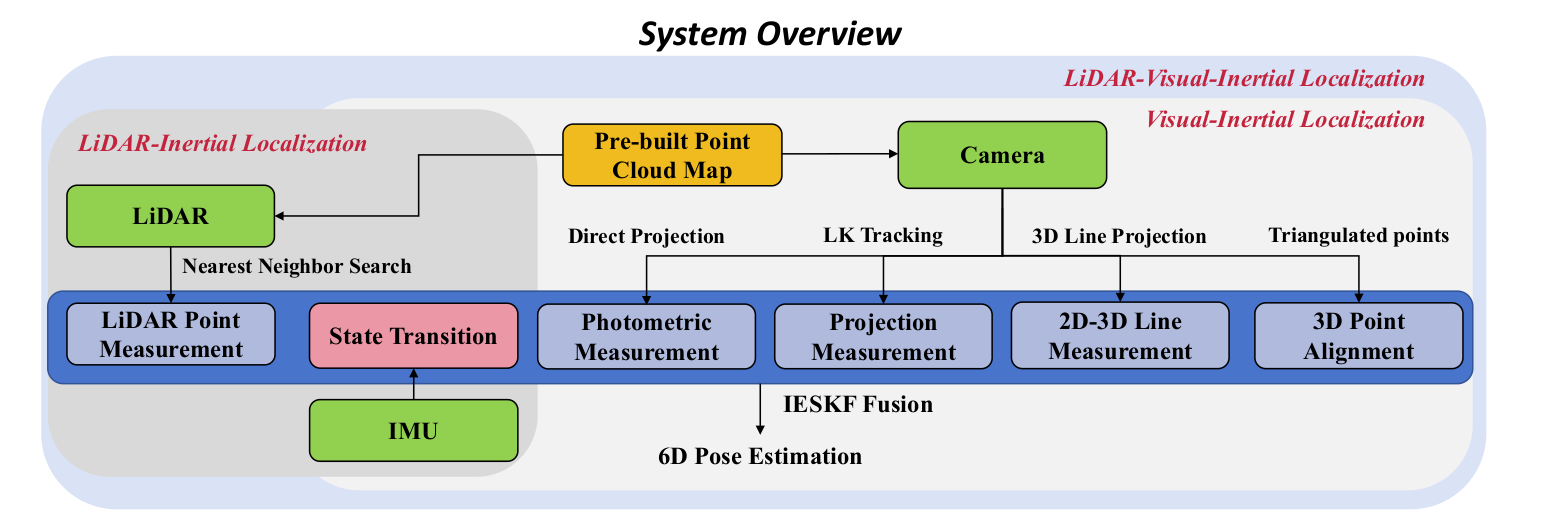 System Overview
LiDAR-Visual-Inertial Localization
Visual-Inertial Localization
LiDAR-Inertial Localization
Pre-built Point
Cloud Map
Camera
LiDAR
Direct Projection
LK Tracking
3D Line Projection
Triangulated points
Nearest Neighbor Search
LiDAR Point
Measurement
State Transition
Photometric
Measurement
Projection
Measurement
2D-3D Line
Measurement
3D Point
Alignment
IMU
IESKF Fusion
6D Pose Estimation